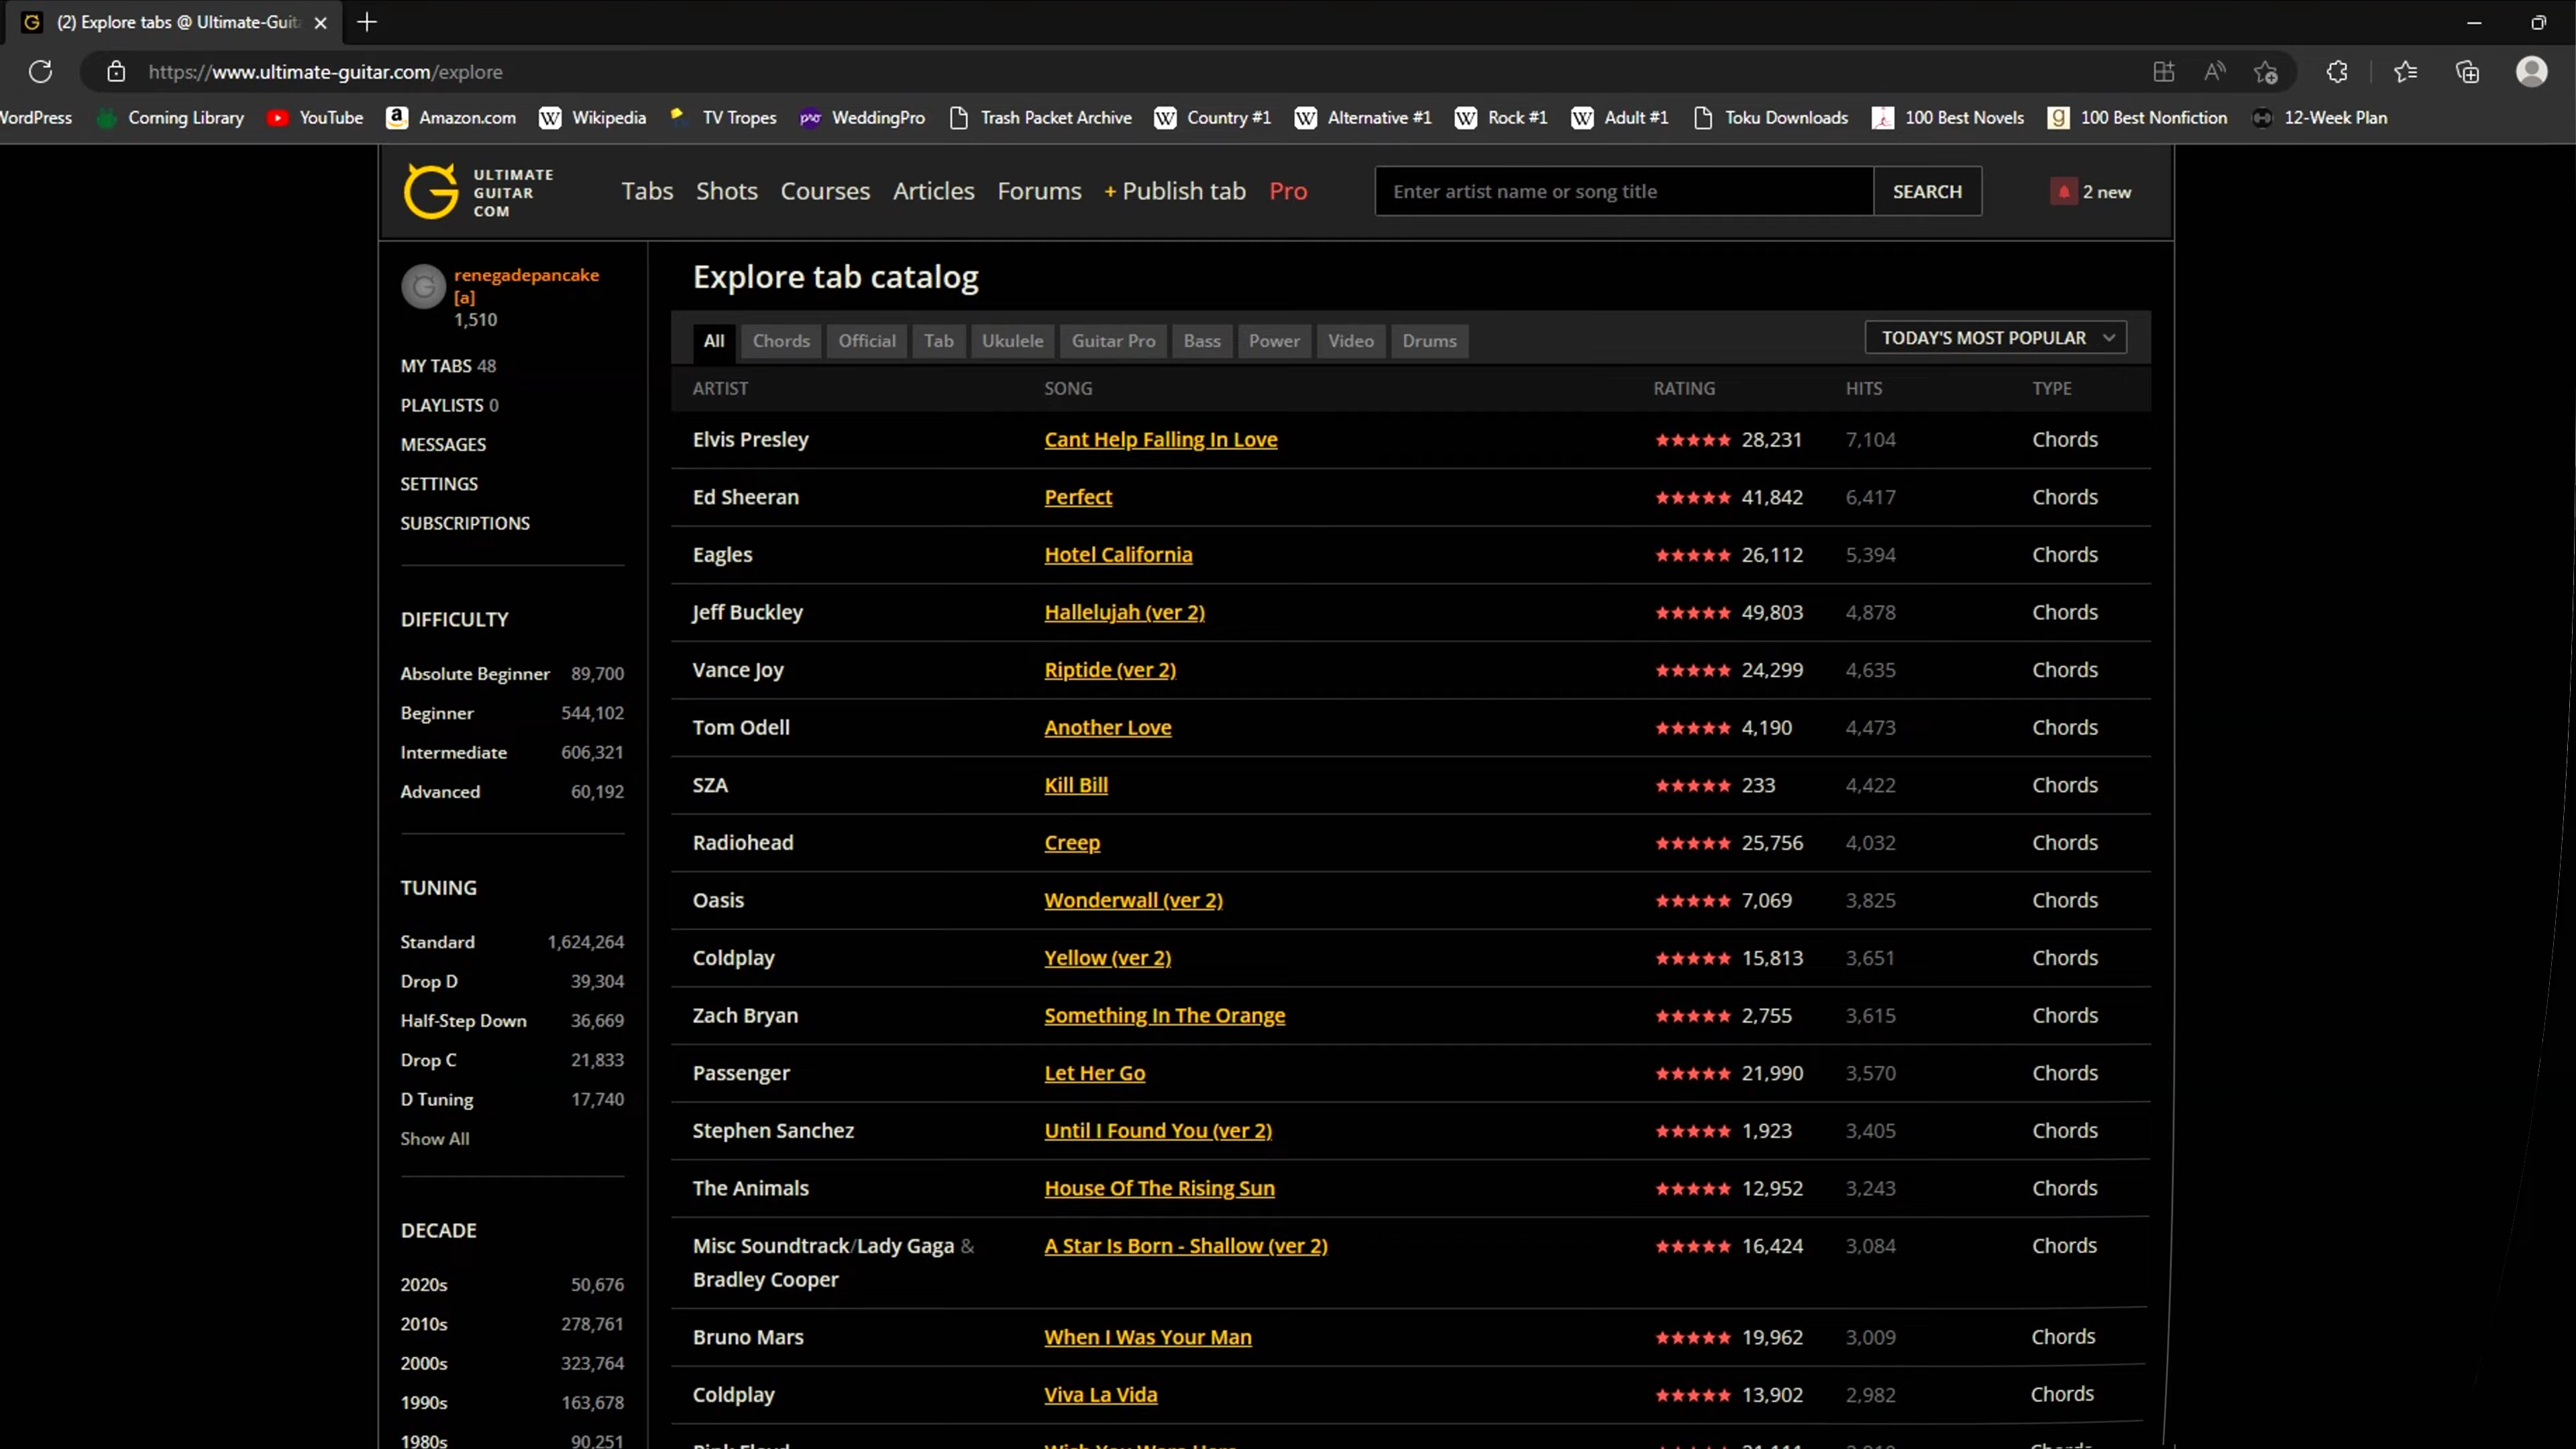 (2) Explore tabs @ Ultimate-Guit
https://www.ultimate-guitar.com/explore
WordPress Corning Library YouTube Amazon.com Wikipedia TV Tropes WeddingPro Trash Packet Archive Country #1 Alternative #1 Rock #1 Adult #1 Toku Downloads 100 Best Novels 100 Best Nonfiction 12-Week Plan
ULTIMATE
GUITAR
COM
Tabs Shots Courses Articles Forums + Publish tab Pro
Enter artist name or song title SEARCH
2 new
renegadepancake
[a]
1,510
MY TABS 48
PLAYLISTS 0
MESSAGES
SETTINGS
SUBSCRIPTIONS
DIFFICULTY
Absolute Beginner 89,700
Beginner 544,102
Intermediate 606,321
Advanced 60,192
TUNING
Standard 1,624,264
Drop D 39,304
Half-Step Down 36,669
Drop C 21,833
D Tuning 17,740
Show All
DECADE
2020s 50,676
2010s 278,761
2000s 323,764
1990s 163,678
1980s 90,251
Explore tab catalog
All Chords Official Tab Ukulele Guitar Pro Bass Power Video Drums
TODAY'S MOST POPULAR
ARTIST SONG RATING HITS TYPE
Elvis Presley Cant Help Falling In Love 28,231 7,104 Chords
Ed Sheeran Perfect 41,842 6,417 Chords
Eagles Hotel California 26,112 5,394 Chords
Jeff Buckley Hallelujah (ver 2) 49,803 4,878 Chords
Vance Joy Riptide (ver 2) 24,299 4,635 Chords
Tom Odell Another Love 4,190 4,473 Chords
SZA Kill Bill 233 4,422 Chords
Radiohead Creep 25,756 4,032 Chords
Oasis Wonderwall (ver 2) 7,069 3,825 Chords
Coldplay Yellow (ver 2) 15,813 3,651 Chords
Zach Bryan Something In The Orange 2,755 3,615 Chords
Passenger Let Her Go 21,990 3,570 Chords
Stephen Sanchez Until I Found You (ver 2) 1,923 3,405 Chords
The Animals House Of The Rising Sun 12,952 3,243 Chords
Misc Soundtrack/Lady Gaga & A Star Is Born - Shallow (ver 2) 16,424 3,084 Chords
Bradley Cooper
Bruno Mars When I Was Your Man 19,962 3,009 Chords
Coldplay Viva La Vida 13,902 2,982 Chords